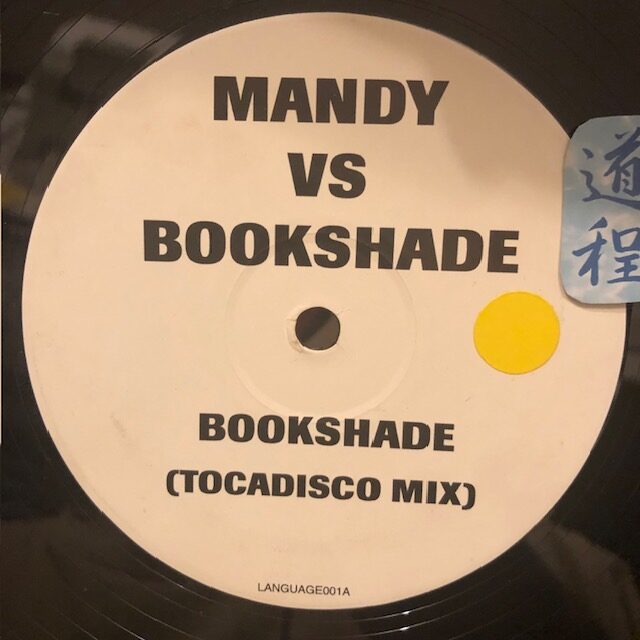 MANDY
VS
BOOKSHADE
道
程
BOOKSHADE
(TOCADISCO MIX)
LANGUAGE001A